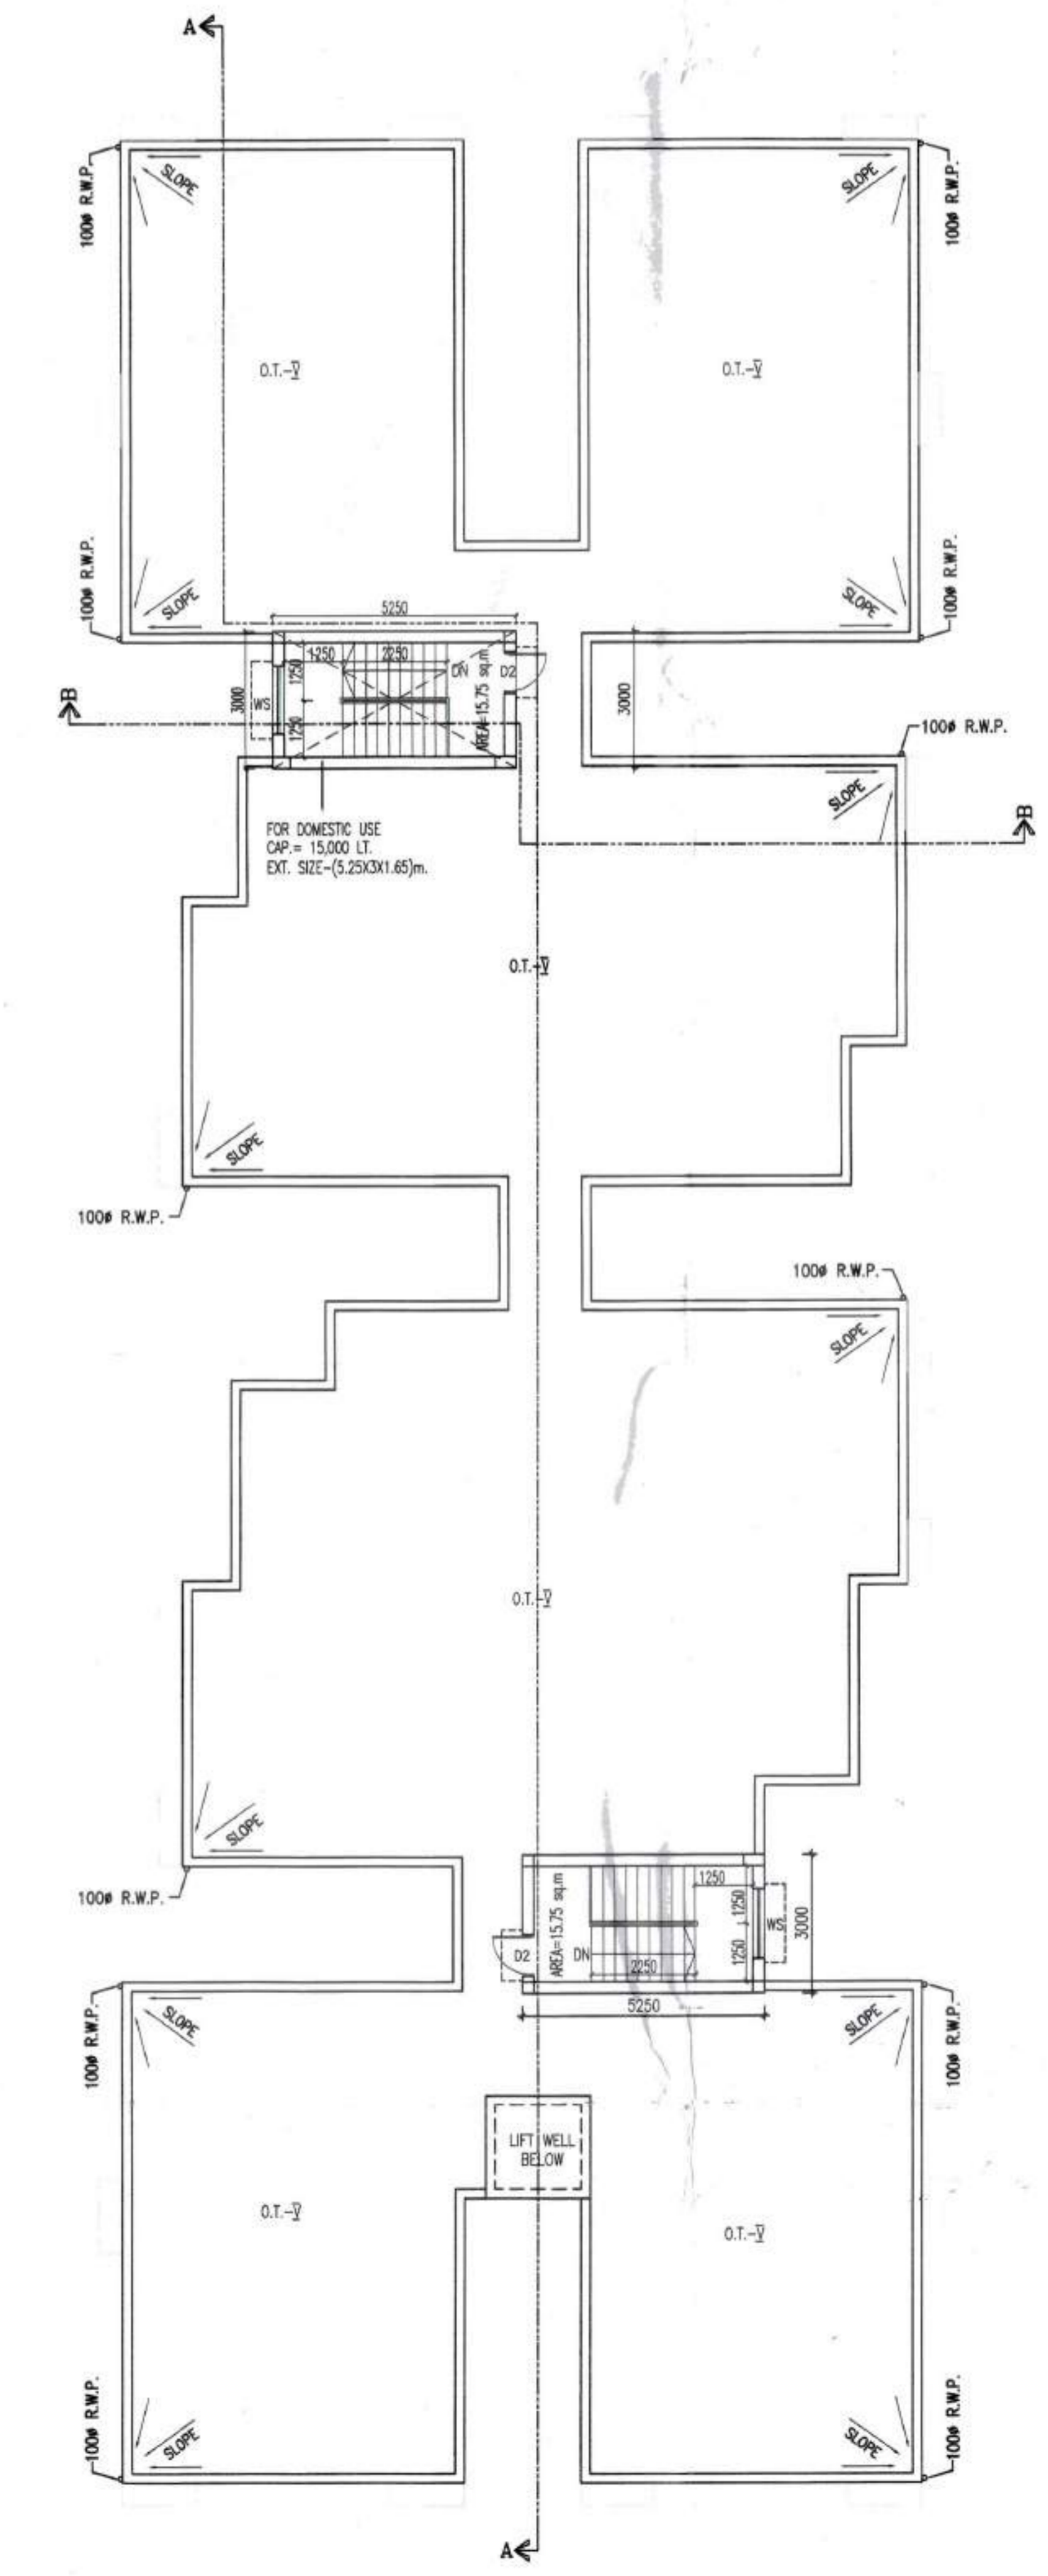 A
100ø R.W.P.
SLOPE
SLOPE
100ø R.W.P.
O.T.-V
O.T.-V
100ø R.W.P.
SLOPE
SLOPE
100ø R.W.P.
5250
1250
2250
DN
D2
3000
WS
1250
1250
AREA=15.75 sq.m
3000
B
100ø R.W.P.
SLOPE
B
FOR DOMESTIC USE
CAP.= 15,000 LT.
EXT. SIZE-(5.25X3X1.65)m.
O.T.-V
SLOPE
100ø R.W.P.
100ø R.W.P.
SLOPE
O.T.-V
SLOPE
100ø R.W.P.
1250
AREA=15.75 sq.m
1250
1250
WS
3000
D2
DN
2250
5250
100ø R.W.P.
SLOPE
SLOPE
100ø R.W.P.
LIFT WELL
BELOW
O.T.-V
O.T.-V
100ø R.W.P.
SLOPE
SLOPE
100ø R.W.P.
A